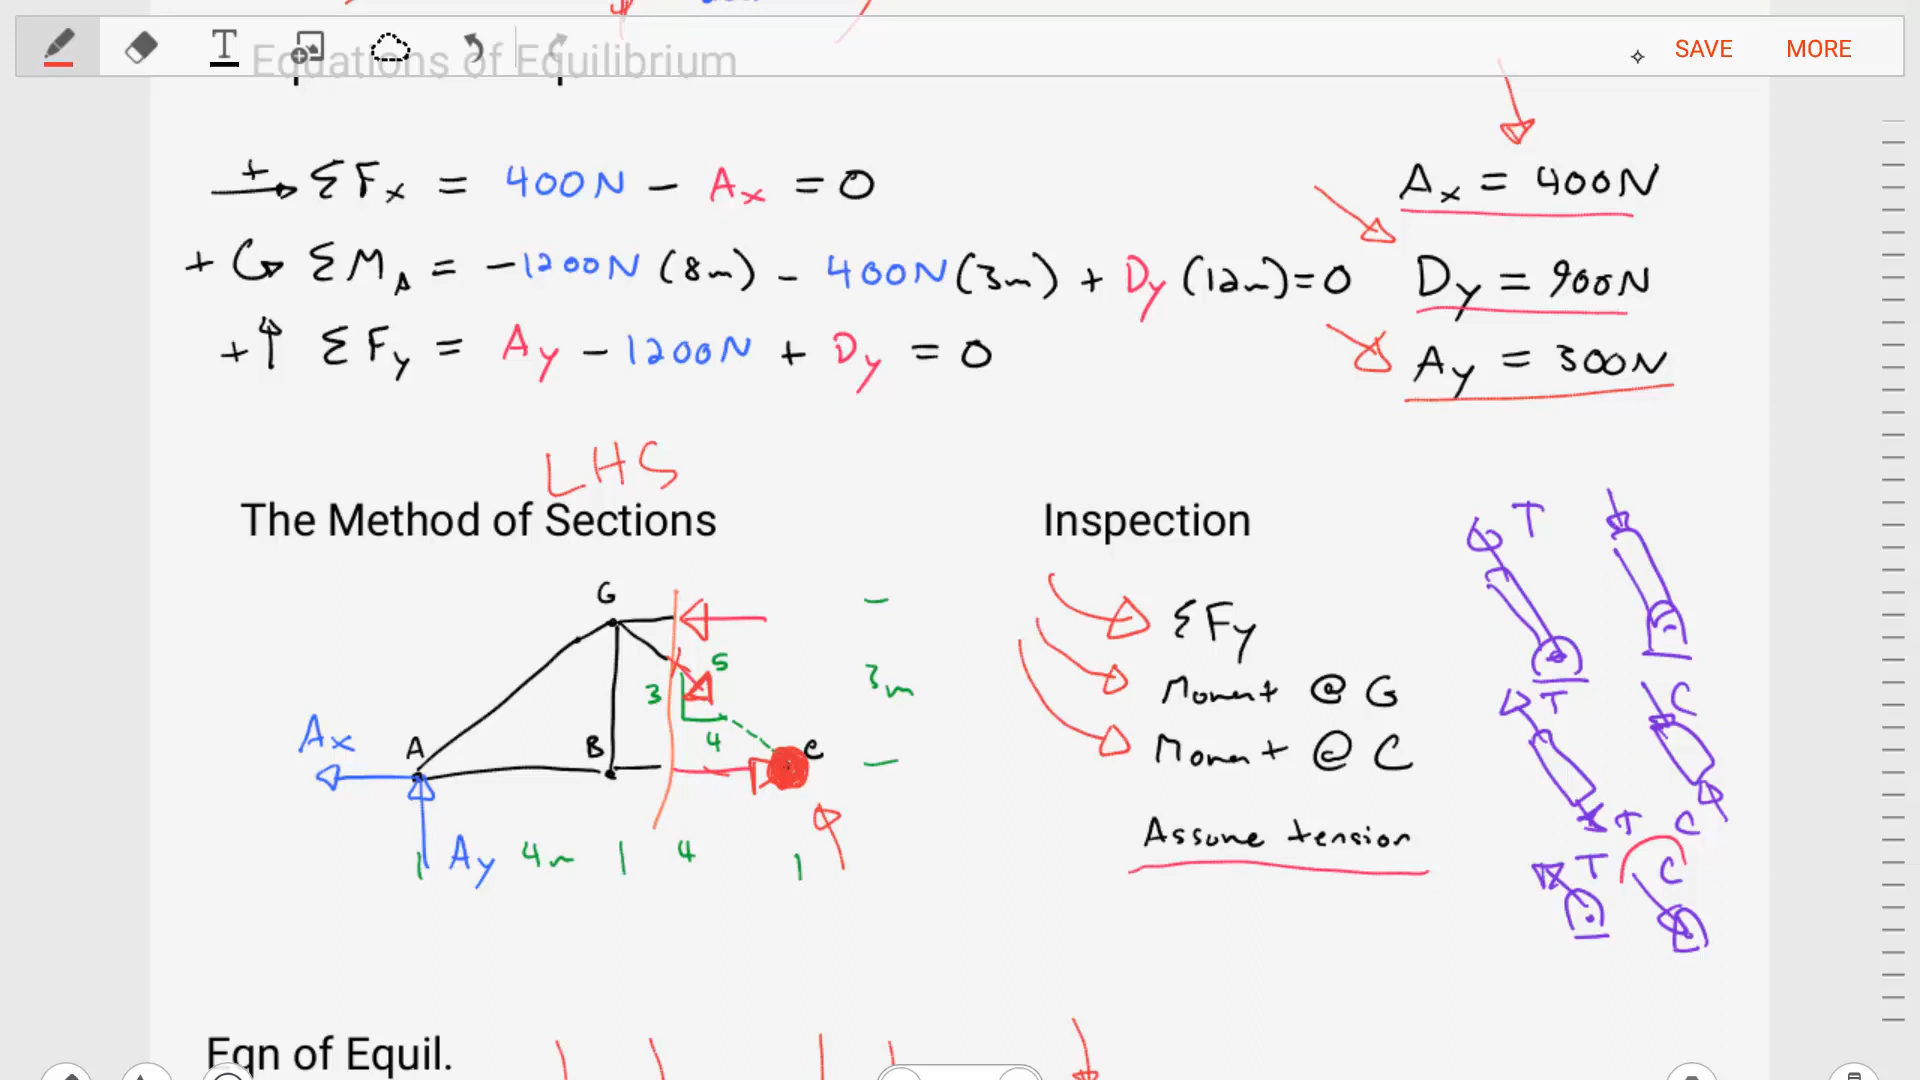 T
SAVE
MORE
Equations of Equilibrium
+→ ΣFx = 400N - Ax = 0
Ax = 400N
+ ΣMA = -1200N (8m) - 400N (3m) + Dy (12m) = 0
Dy = 900N
+↑ ΣFy = Ay - 1200N + Dy = 0
Ay = 300N
LHS
The Method of Sections
Inspection
G
5
3
4
3m
Ax
A
B
C
Ay
4m
4
ΣFy
Moment @ G
Moment @ C
Assume tension
T
T
C
T
C
T
C
Eqn of Equil.